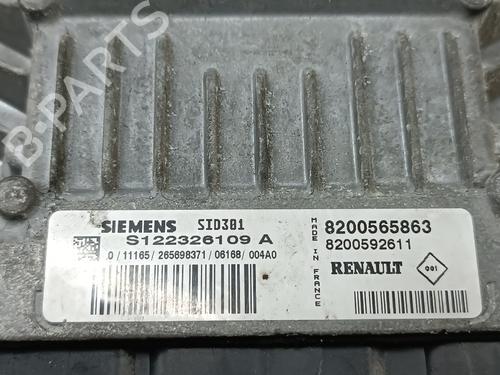 B-PARTS
SIEMENS SID301
S122326109 A
0 / 11165 / 265698371 / 06168 / 004A0
MADE IN FRANCE
8200565863
8200592611
RENAULT
001